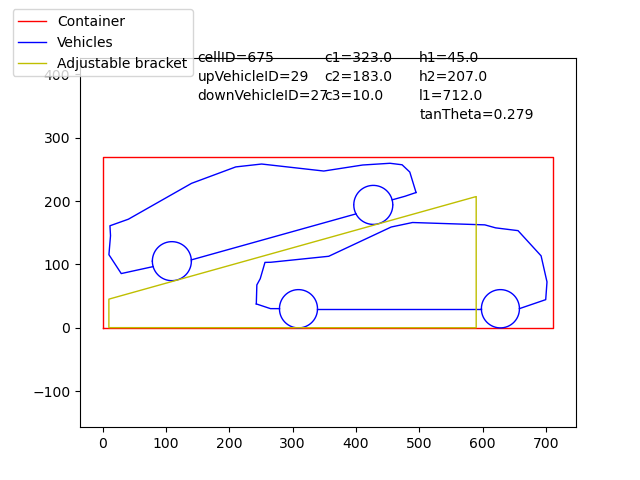 Container
Vehicles
Adjustable bracket
cellID=675 c1=323.0 h1=45.0
upVehicleID=29 c2=183.0 h2=207.0
downVehicleID=27 c3=10.0 l1=712.0
tanTheta=0.279
400
300
200
100
0
−100
0 100 200 300 400 500 600 700